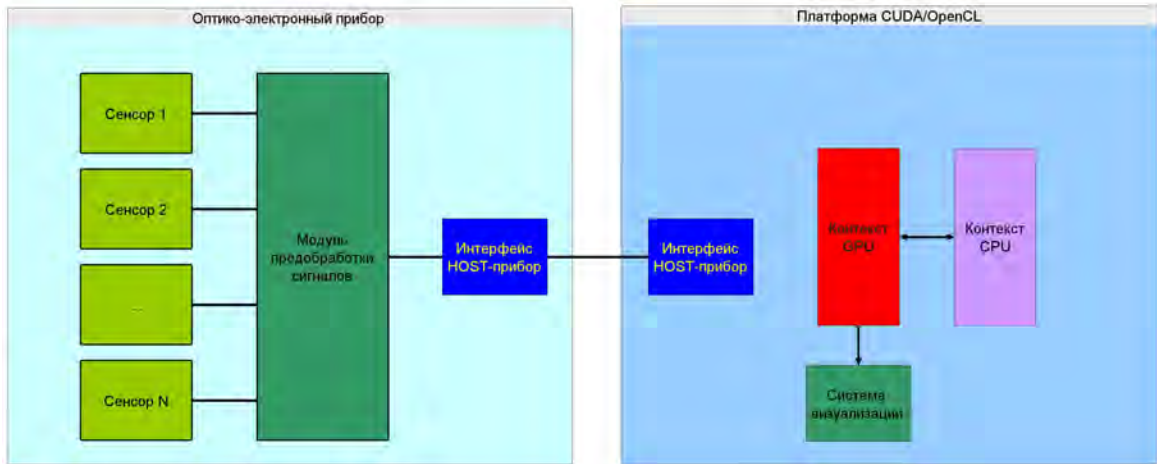 Оптико-электронный прибор
Платформа CUDA/OpenCL
Сенсор 1
Сенсор 2
...
Сенсор N
Модуль
предобработки
сигналов
Интерфейс
HOST-прибор
Интерфейс
HOST-прибор
Контекст
GPU
Контекст
CPU
Система
визуализации